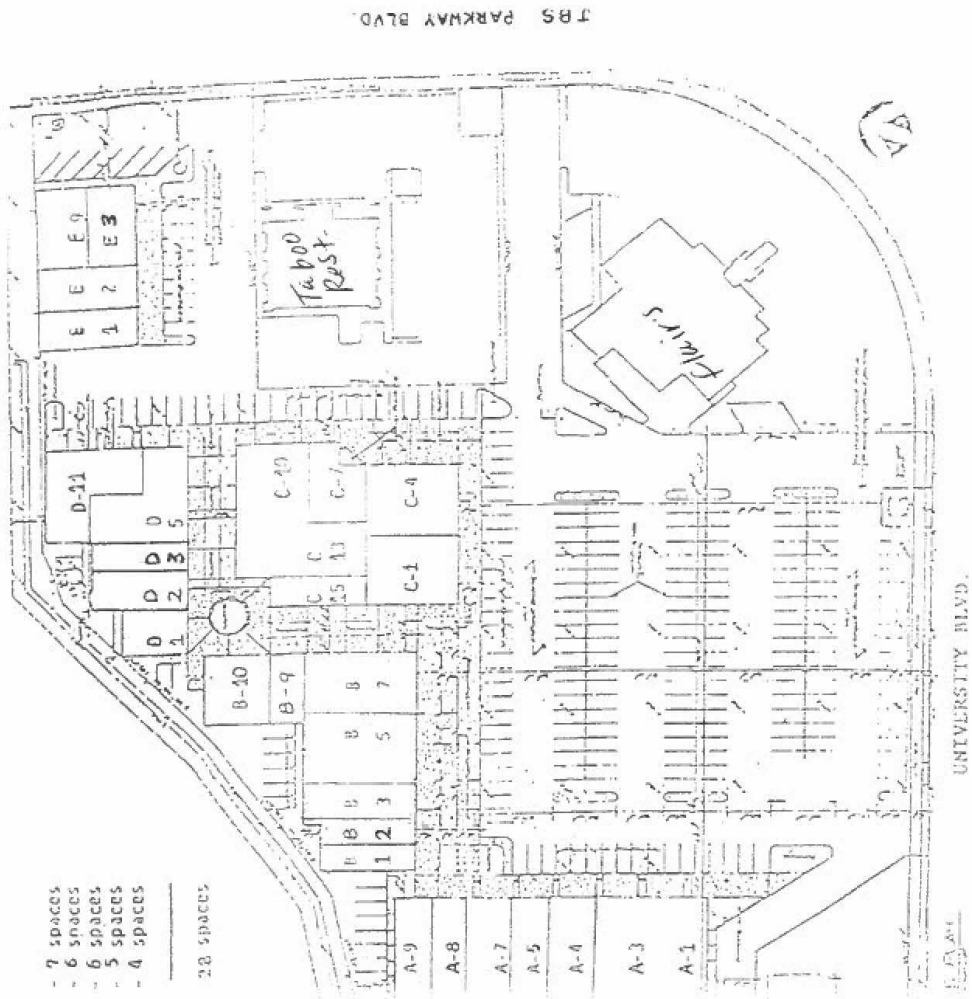 JBS PARKWAY BLVD.
E 9
E 3
E
2
E
1
Taboo
Rest.
D-11
D
5
D
3
D
2
D
1
C-10
C-7
C
13
C
15
C-4
C-1
B-10
B-9
B
7
B
5
B
3
B
2
B
1
A-9
A-8
A-7
A-5
A-4
A-3
A-1
- 7 spaces
- 6 spaces
- 6 spaces
- 5 spaces
- 4 spaces
28 spaces
UNIVERSITY BLVD.